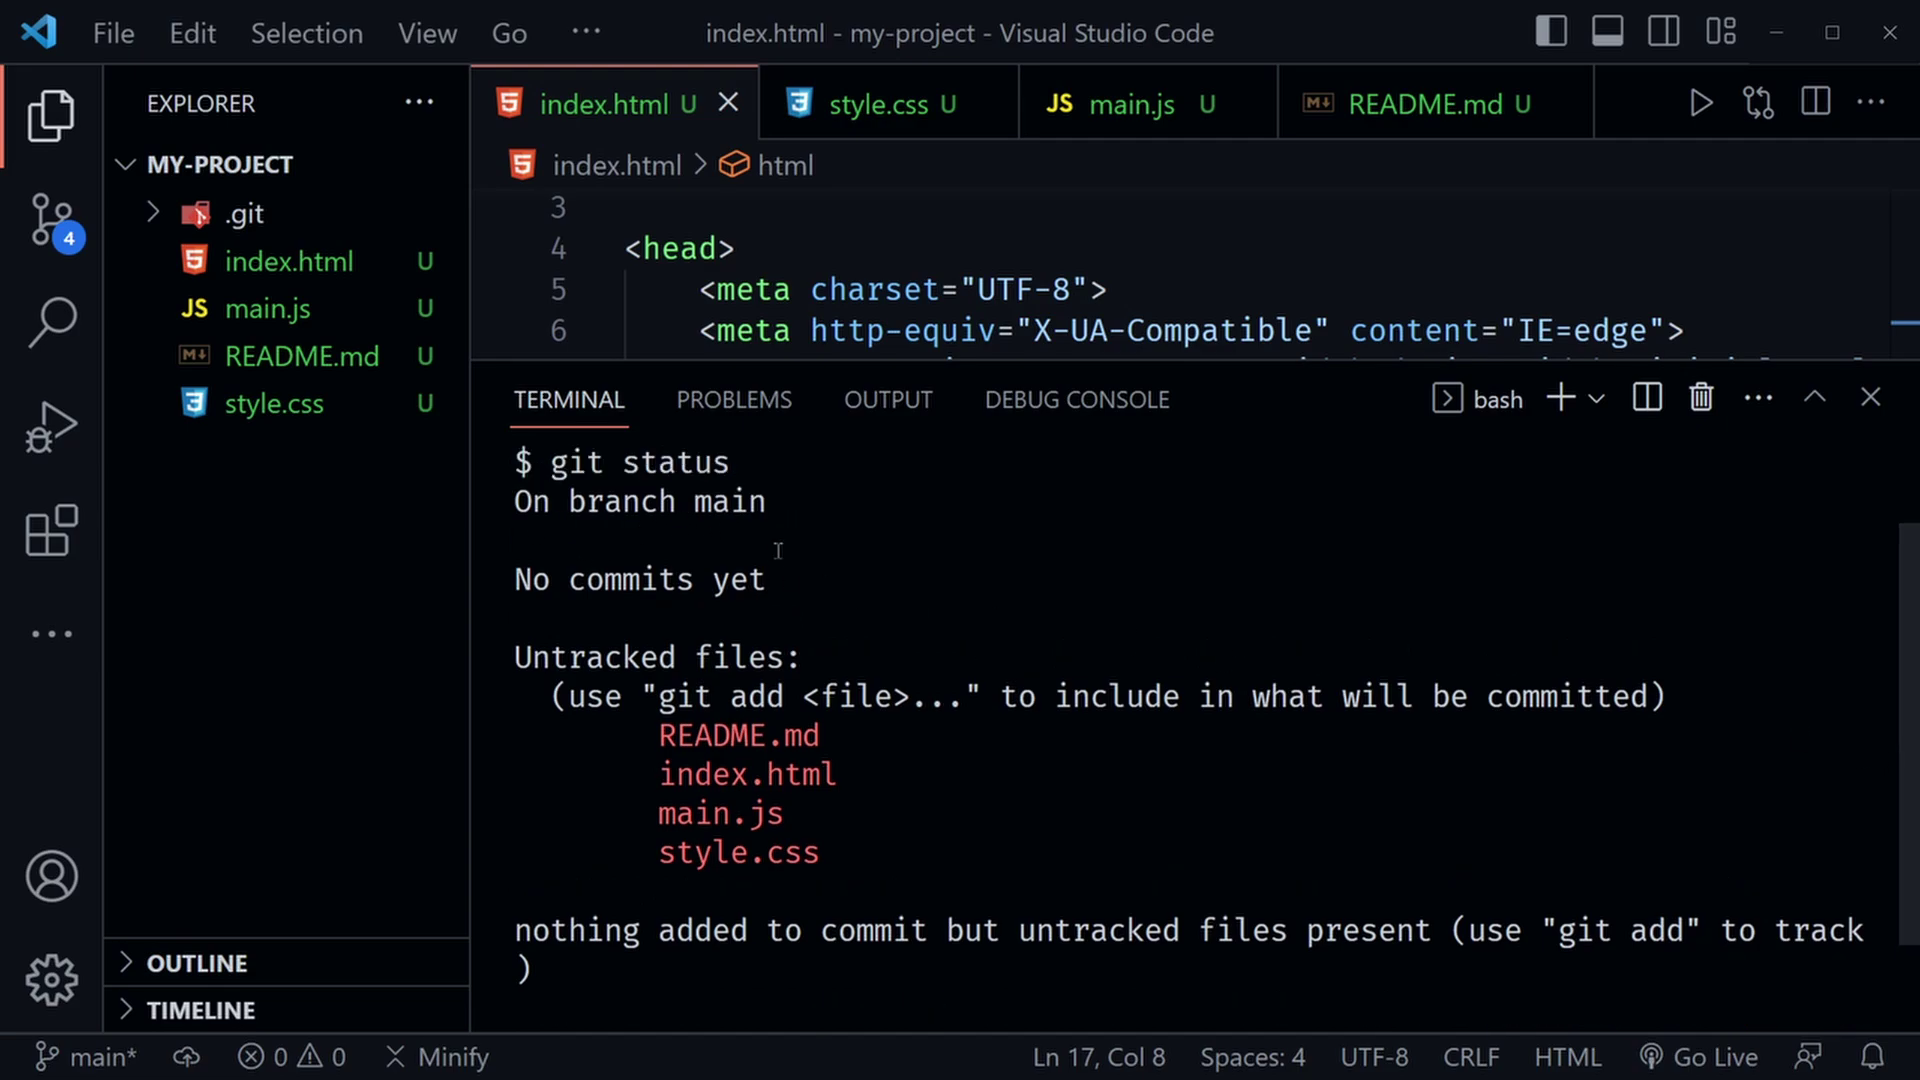 File Edit Selection View Go ··· index.html - my-project - Visual Studio Code
EXPLORER ···
MY-PROJECT
.git
index.html U
JS main.js U
README.md U
style.css U
4
OUTLINE
TIMELINE
index.html U style.css U JS main.js U README.md U
index.html > html
3
4 <head>
5 <meta charset="UTF-8">
6 <meta http-equiv="X-UA-Compatible" content="IE=edge">
TERMINAL PROBLEMS OUTPUT DEBUG CONSOLE bash
$ git status
On branch main
No commits yet
Untracked files:
(use "git add <file>..." to include in what will be committed)
README.md
index.html
main.js
style.css
nothing added to commit but untracked files present (use "git add" to track
)
main* 0 0 Minify Ln 17, Col 8 Spaces: 4 UTF-8 CRLF HTML Go Live